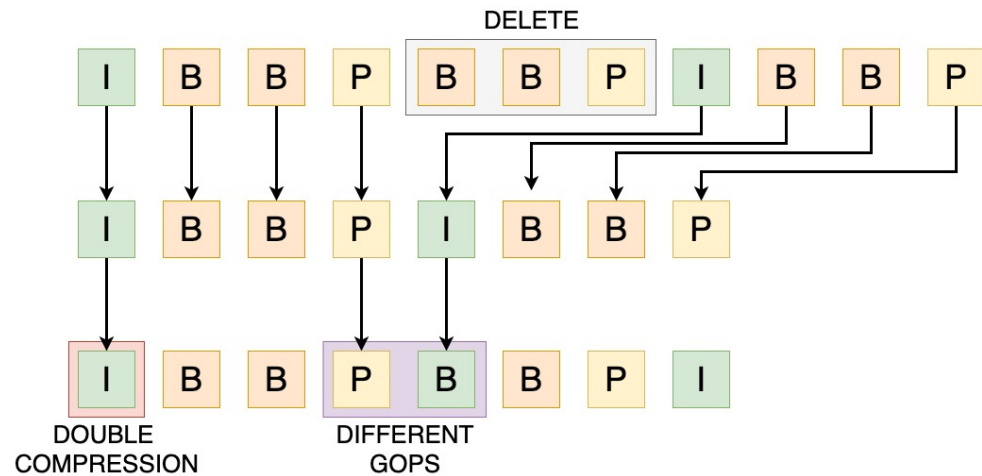 DELETE
I B B P B B P I B B P
I B B P I B B P
I B B P B B P I
DOUBLE COMPRESSION
DIFFERENT GOPS